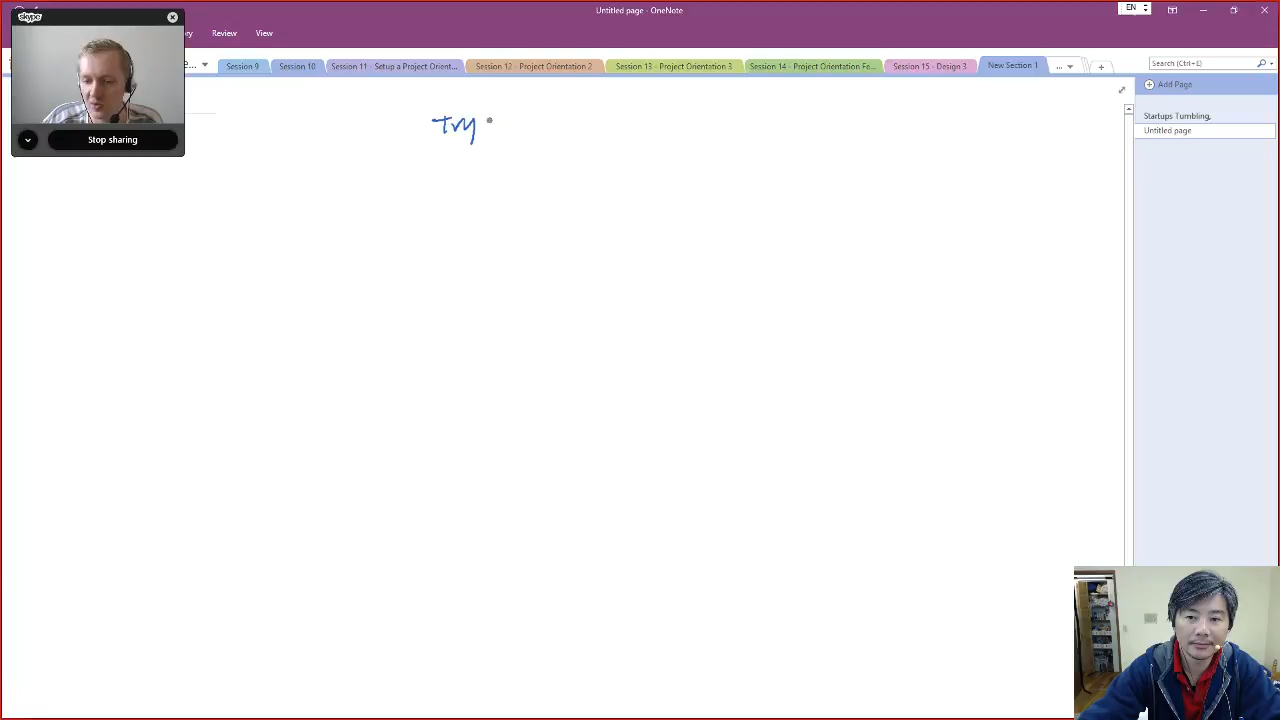 Untitled page - OneNote
EN
skype
ry
Review
View
e...
Session 9
Session 10
Session 11 - Setup a Project Orient...
Session 12 - Project Orientation 2
Session 13 - Project Orientation 3
Session 14 - Project Orientation Fe...
Session 15 - Design 3
New Section 1
...
Search (Ctrl+E)
Add Page
Startups Tumbling,
Untitled page
Stop sharing
Try